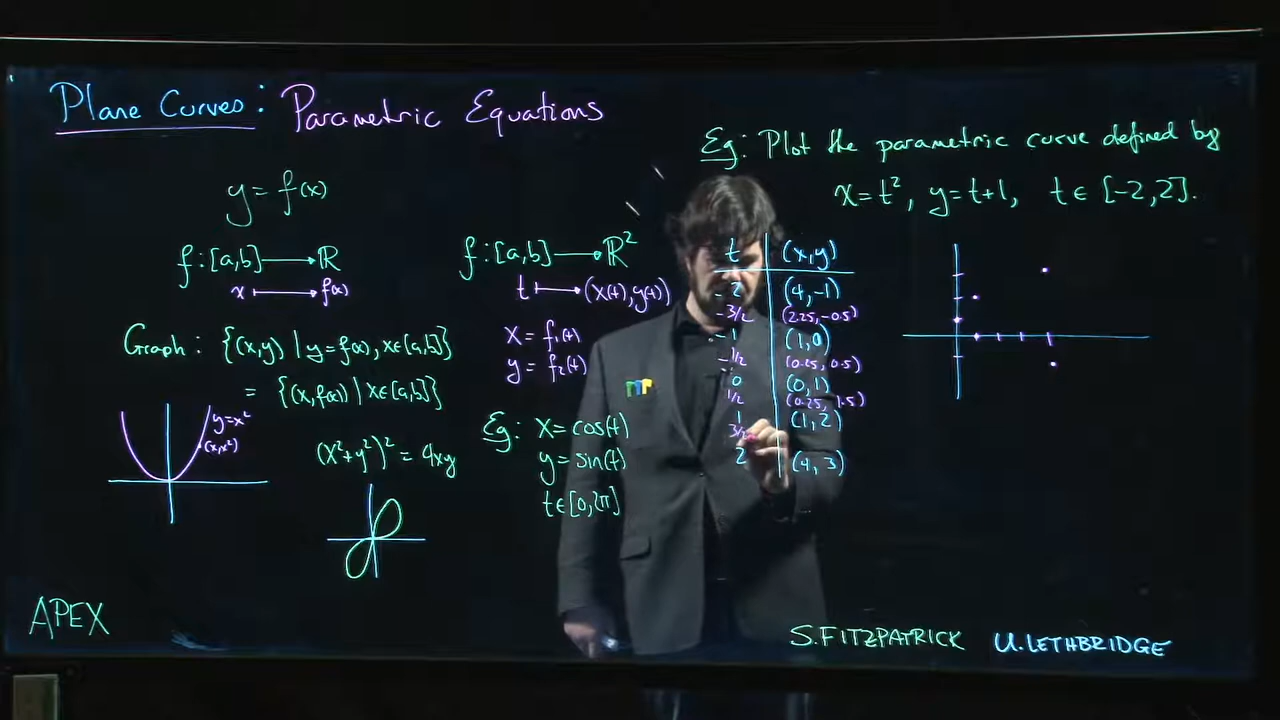 Plane Curves: Parametric Equations
y = f(x)
f: [a,b] ⟶ ℝ
x ⟼ f(x)
Graph: {(x,y) | y=f(x), x∈[a,b]}
= {(x,f(x)) | x∈[a,b]}
y=x²
(x,x²)
(x²+y²)² = 4xy
APEX
f: [a,b] ⟶ ℝ²
t ⟼ (x(t), y(t))
x = f₁(t)
y = f₂(t)
Eg: x = cos(t)
y = sin(t)
t∈[0,2π]
Eg: Plot the parametric curve defined by
x=t², y=t+1, t∈[-2,2].
t (x,y)
-2 (4,-1)
-3/2 (2.25,-0.5)
-1 (1,0)
-1/2 (0.25, 0.5)
0 (0,1)
1/2 (0.25, 1.5)
1 (1,2)
3/2
2 (4,3)
S.FITZPATRICK U.LETHBRIDGE